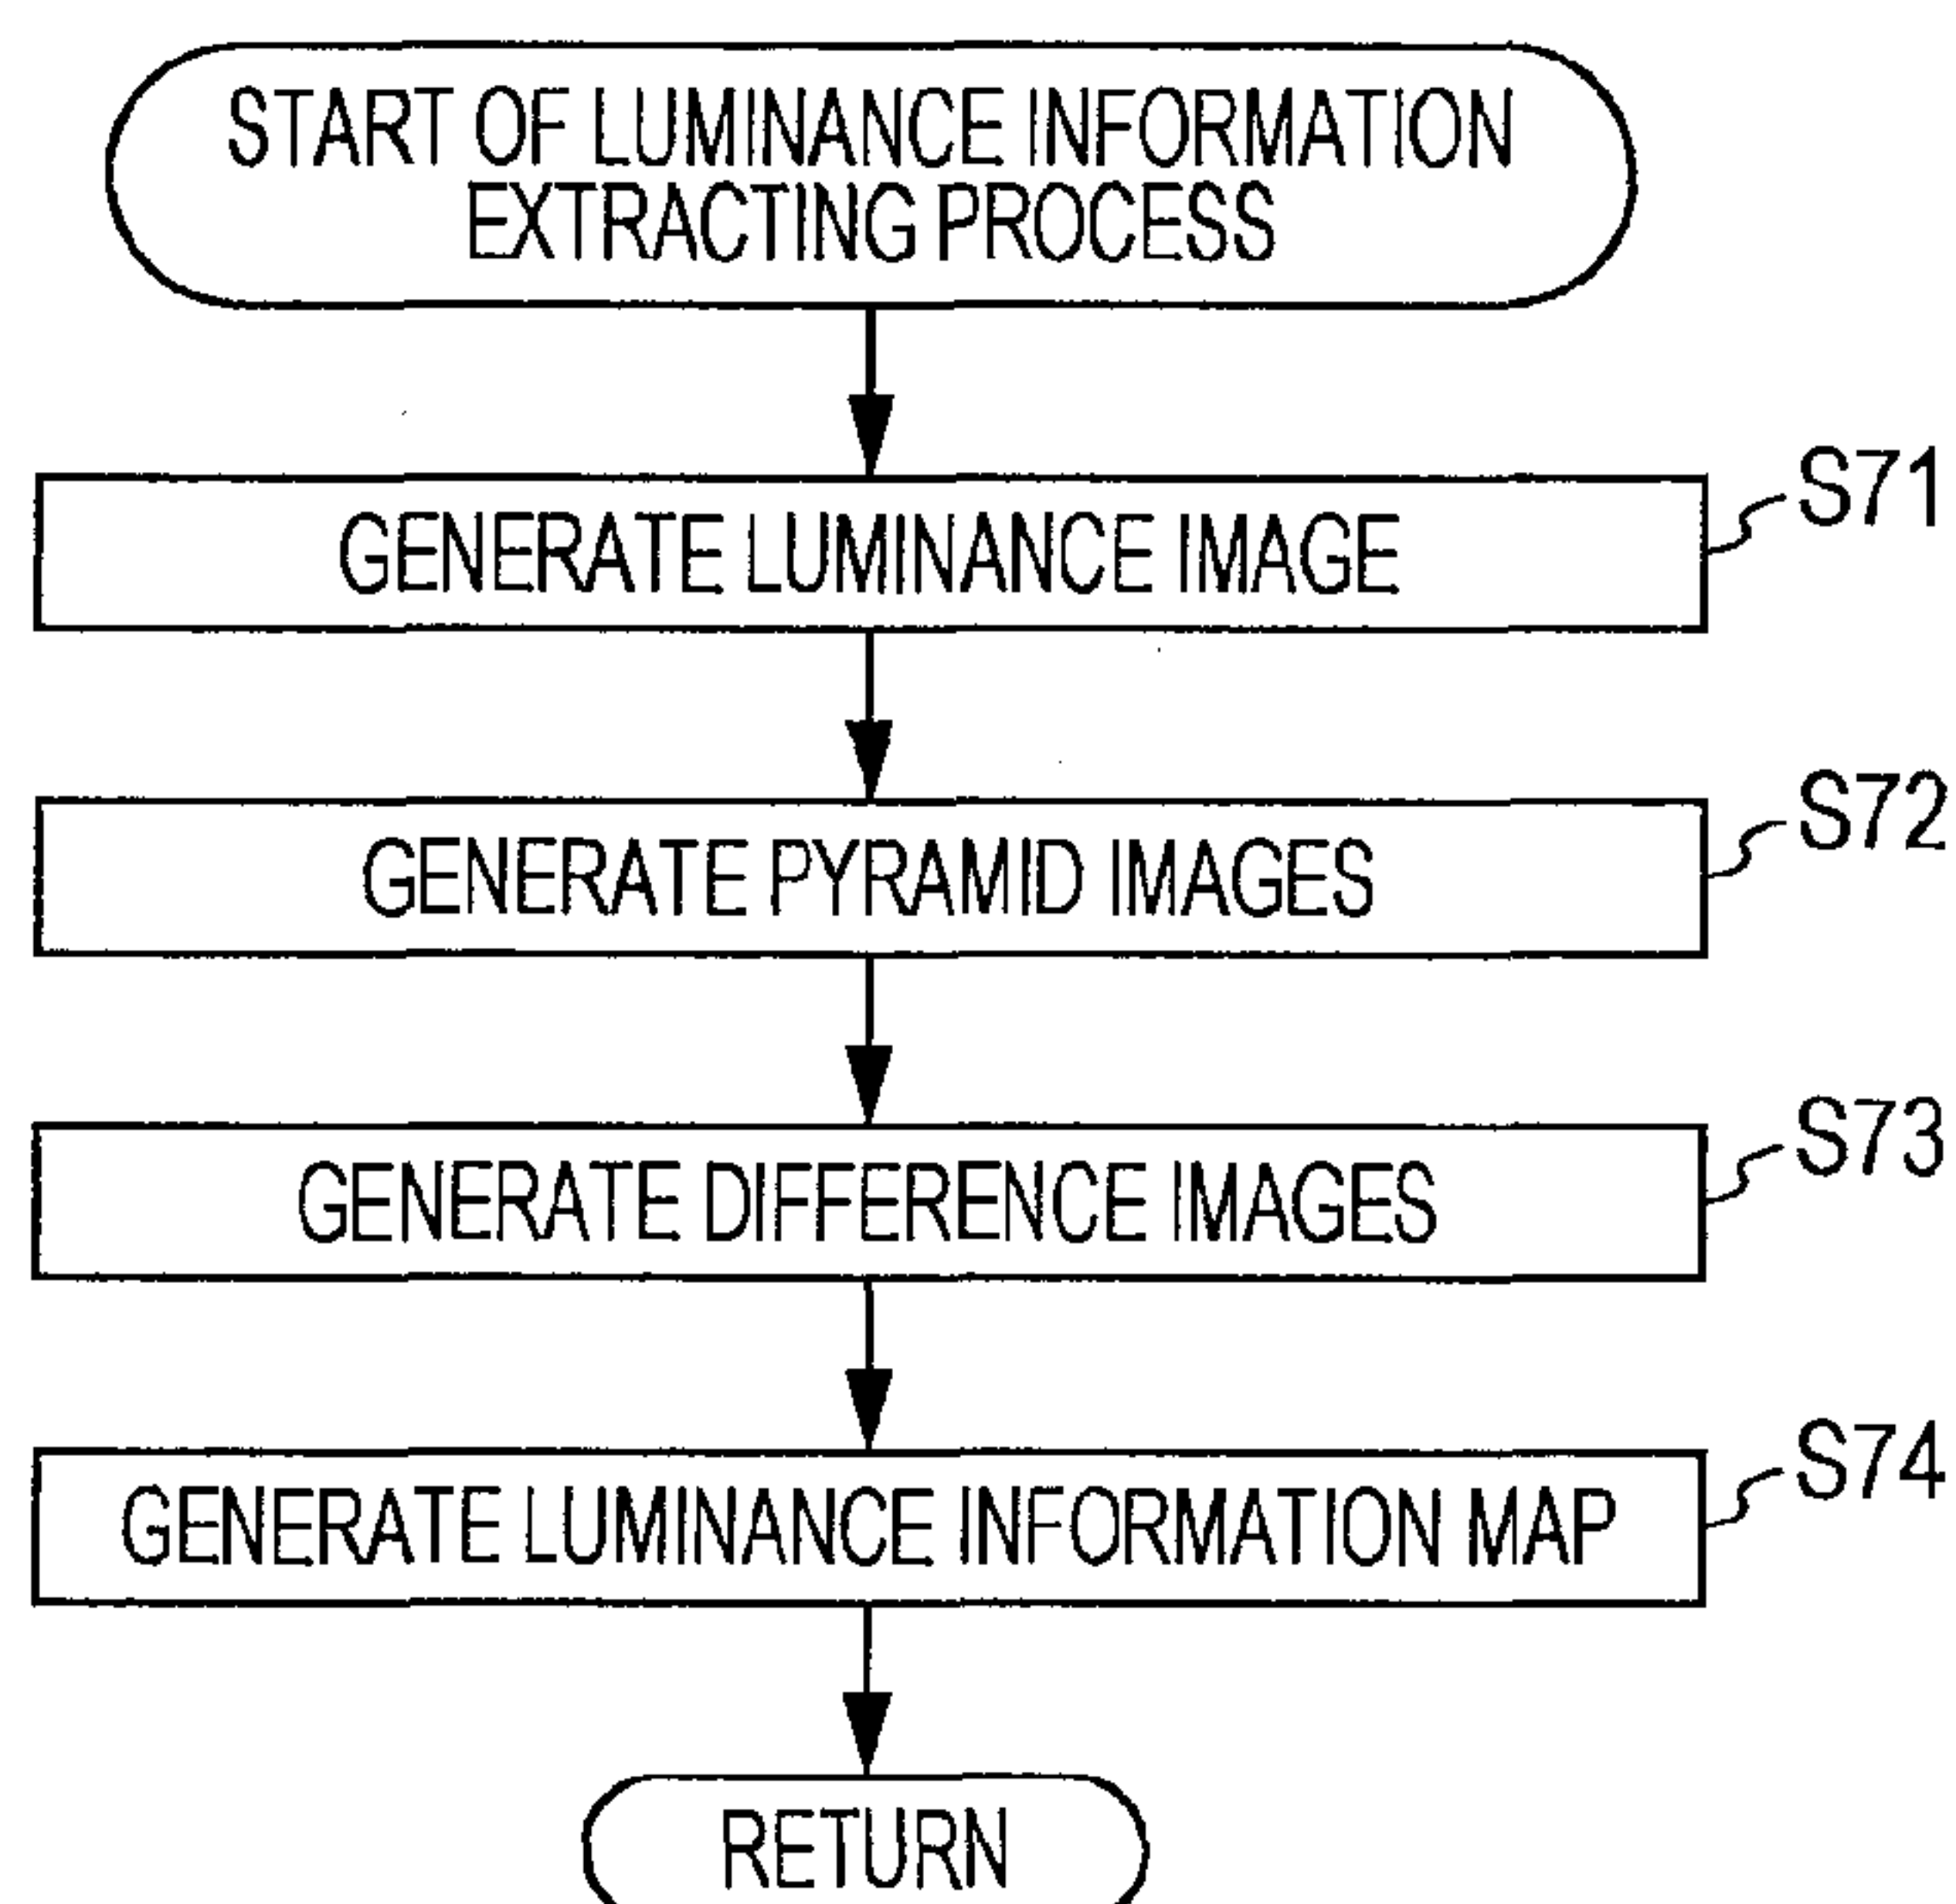 START OF LUMINANCE INFORMATION
EXTRACTING PROCESS
GENERATE LUMINANCE IMAGE
S71
GENERATE PYRAMID IMAGES
S72
GENERATE DIFFERENCE IMAGES
S73
GENERATE LUMINANCE INFORMATION MAP
S74
RETURN